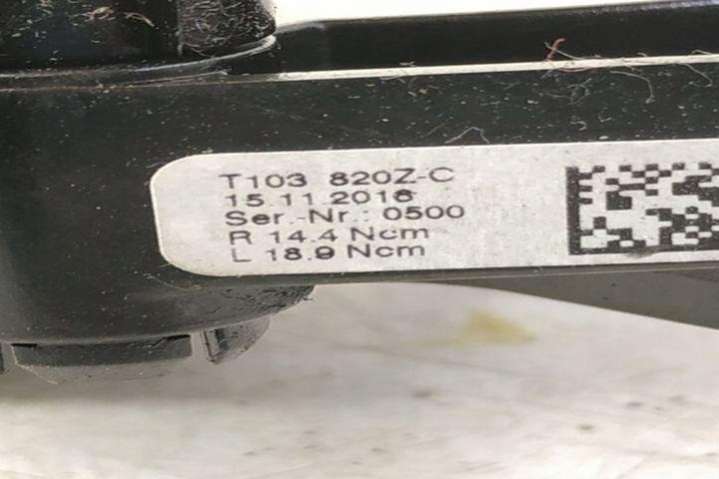 T103 820Z-C
15.11.2016
Ser.-Nr.: 0500
R 14.4 Ncm
L 18.9 Ncm